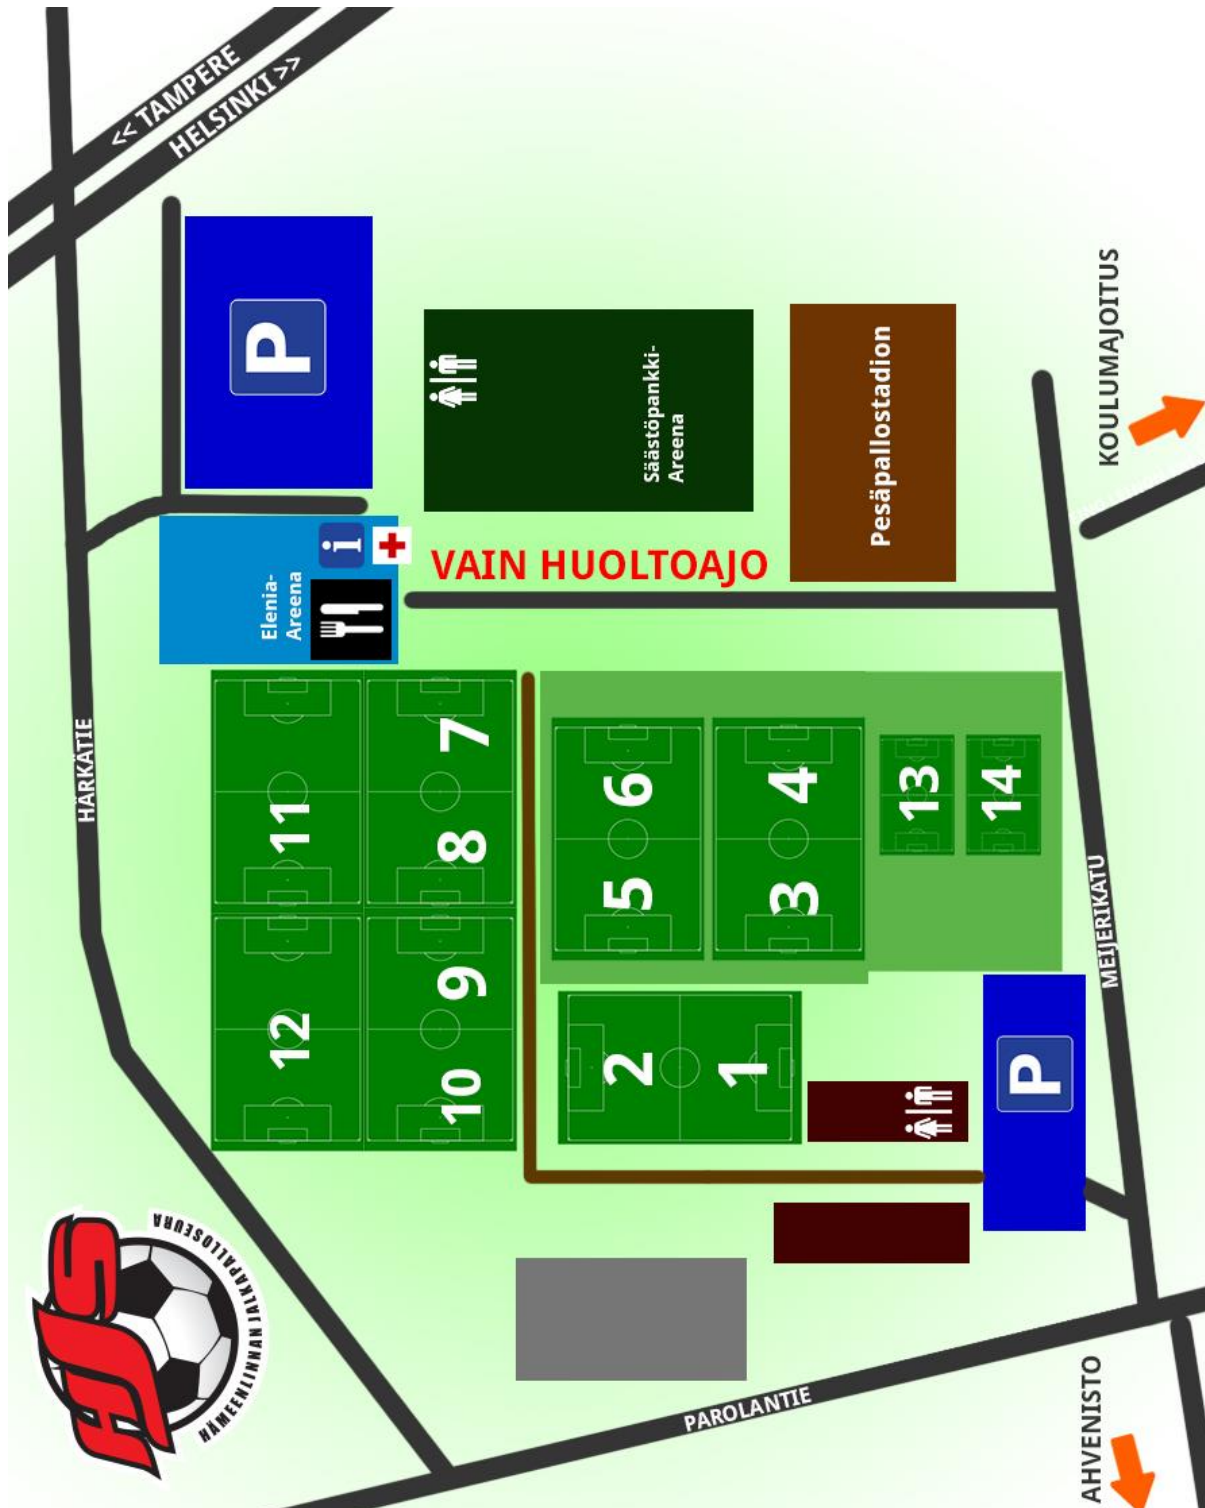 << TAMPERE
HELSINKI >>
P
KOULUMAJOITUS
Säästöpankki-
Areena
Pesäpallostadion
i
Elenia-
Areena
VAIN HUOLTOAJO
HÄRKÄTIE
11
7
8
6
5
4
3
13
14
MEIJERIKATU
12
9
10
2
1
P
HJS
HÄMEENLINNAN JALKAPALLOSEURA
PAROLANTIE
AHVENISTO